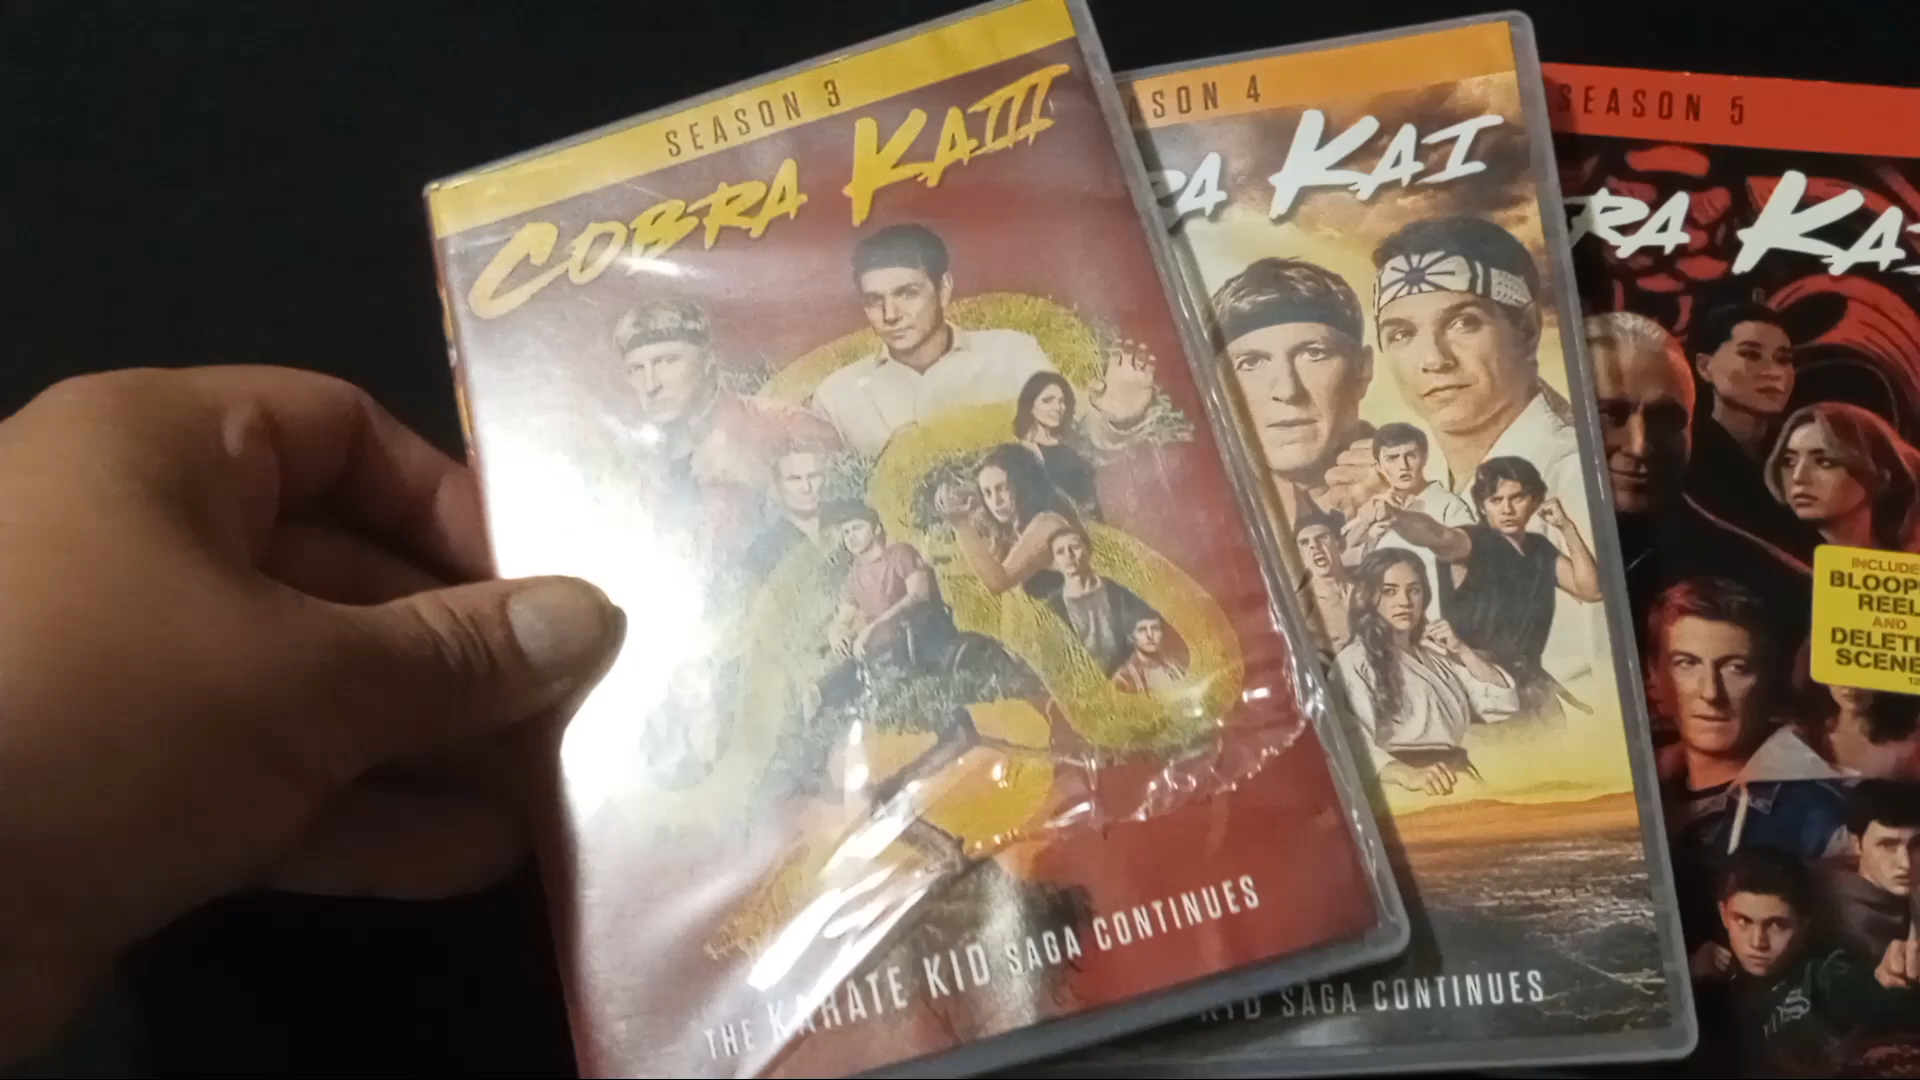 SEASON 3
COBRA KAIII
THE KARATE KID SAGA CONTINUES
ASON 4
RA KAI
KID SAGA CONTINUES
SEASON 5
RA KAI
INCLUDE
BLOOP
REEL
AND
DELET
SCENE